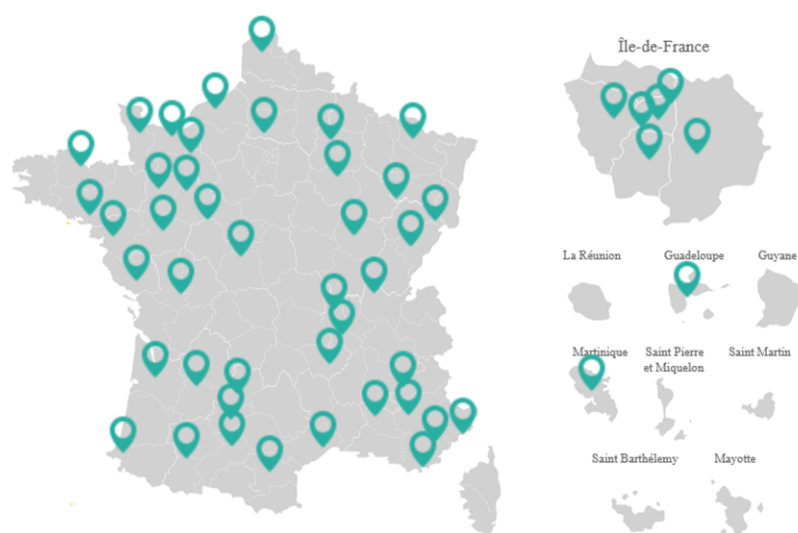 Île-de-France
La Réunion
Guadeloupe
Guyane
Martinique
Saint Pierre
et Miquelon
Saint Martin
Saint Barthélemy
Mayotte